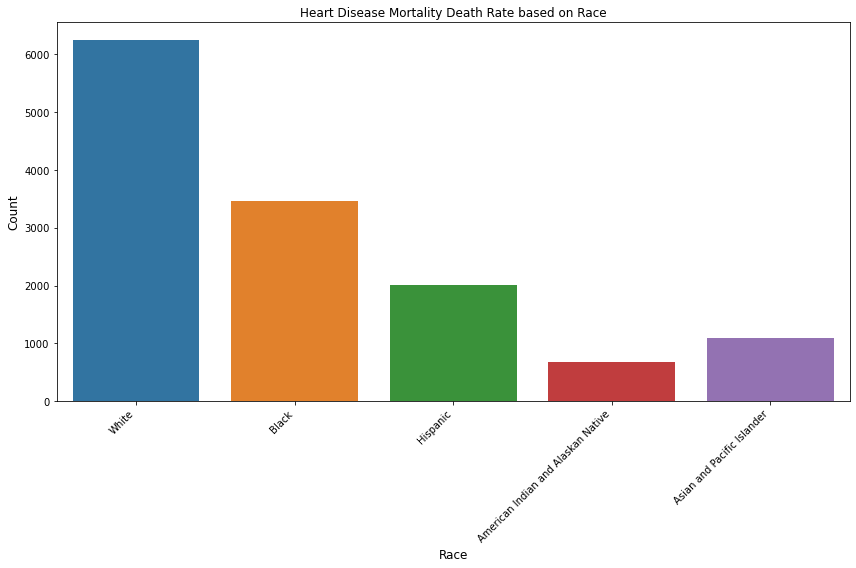 Heart Disease Mortality Death Rate based on Race
Count
6000
5000
4000
3000
2000
1000
0
White
Black
Hispanic
American Indian and Alaskan Native
Asian and Pacific Islander
Race